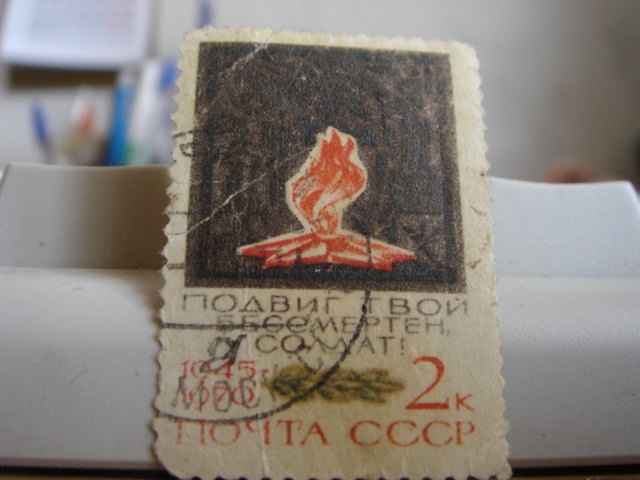 ПОДВИГ ТВОЙ
БЕССМЕРТЕН,
СОЛДАТ!
1945-
1970
2к
ПОЧТА СССР